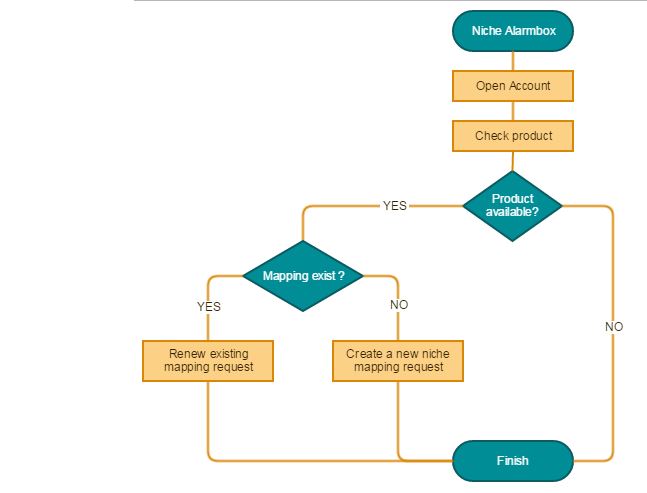 Niche Alarmbox
Open Account
Check product
Product
available?
YES
NO
Mapping exist ?
YES
NO
Renew existing
mapping request
Create a new niche
mapping request
Finish